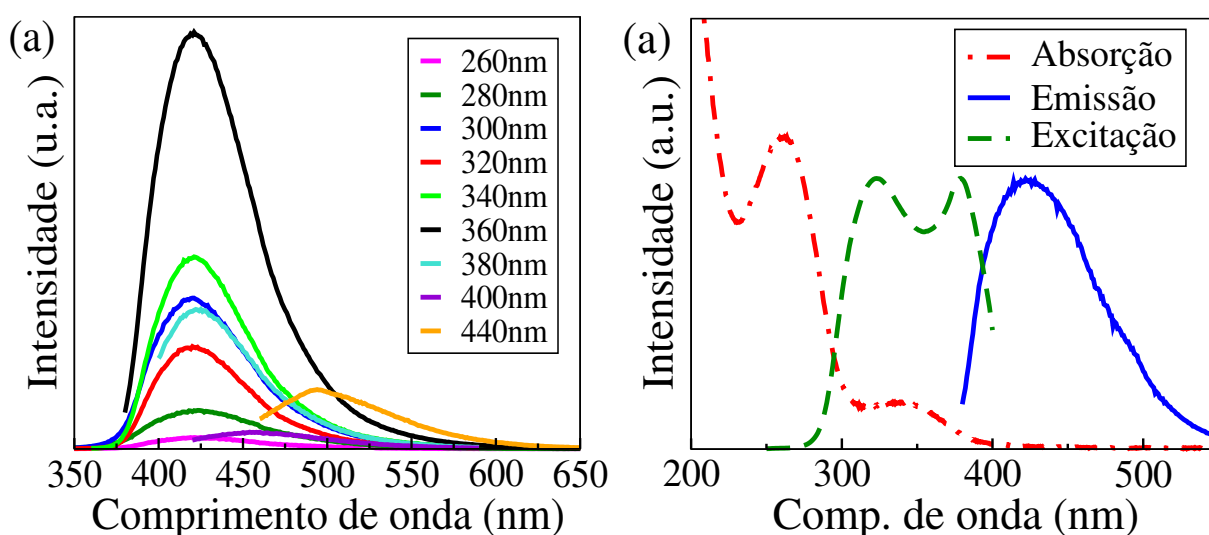 (a)
Intensidade (u.a.)
260nm
280nm
300nm
320nm
340nm
360nm
380nm
400nm
440nm
350 400 450 500 550 600 650
Comprimento de onda (nm)
(a)
Intensidade (a.u.)
Absorção
Emissão
Excitação
200 300 400 500
Comp. de onda (nm)